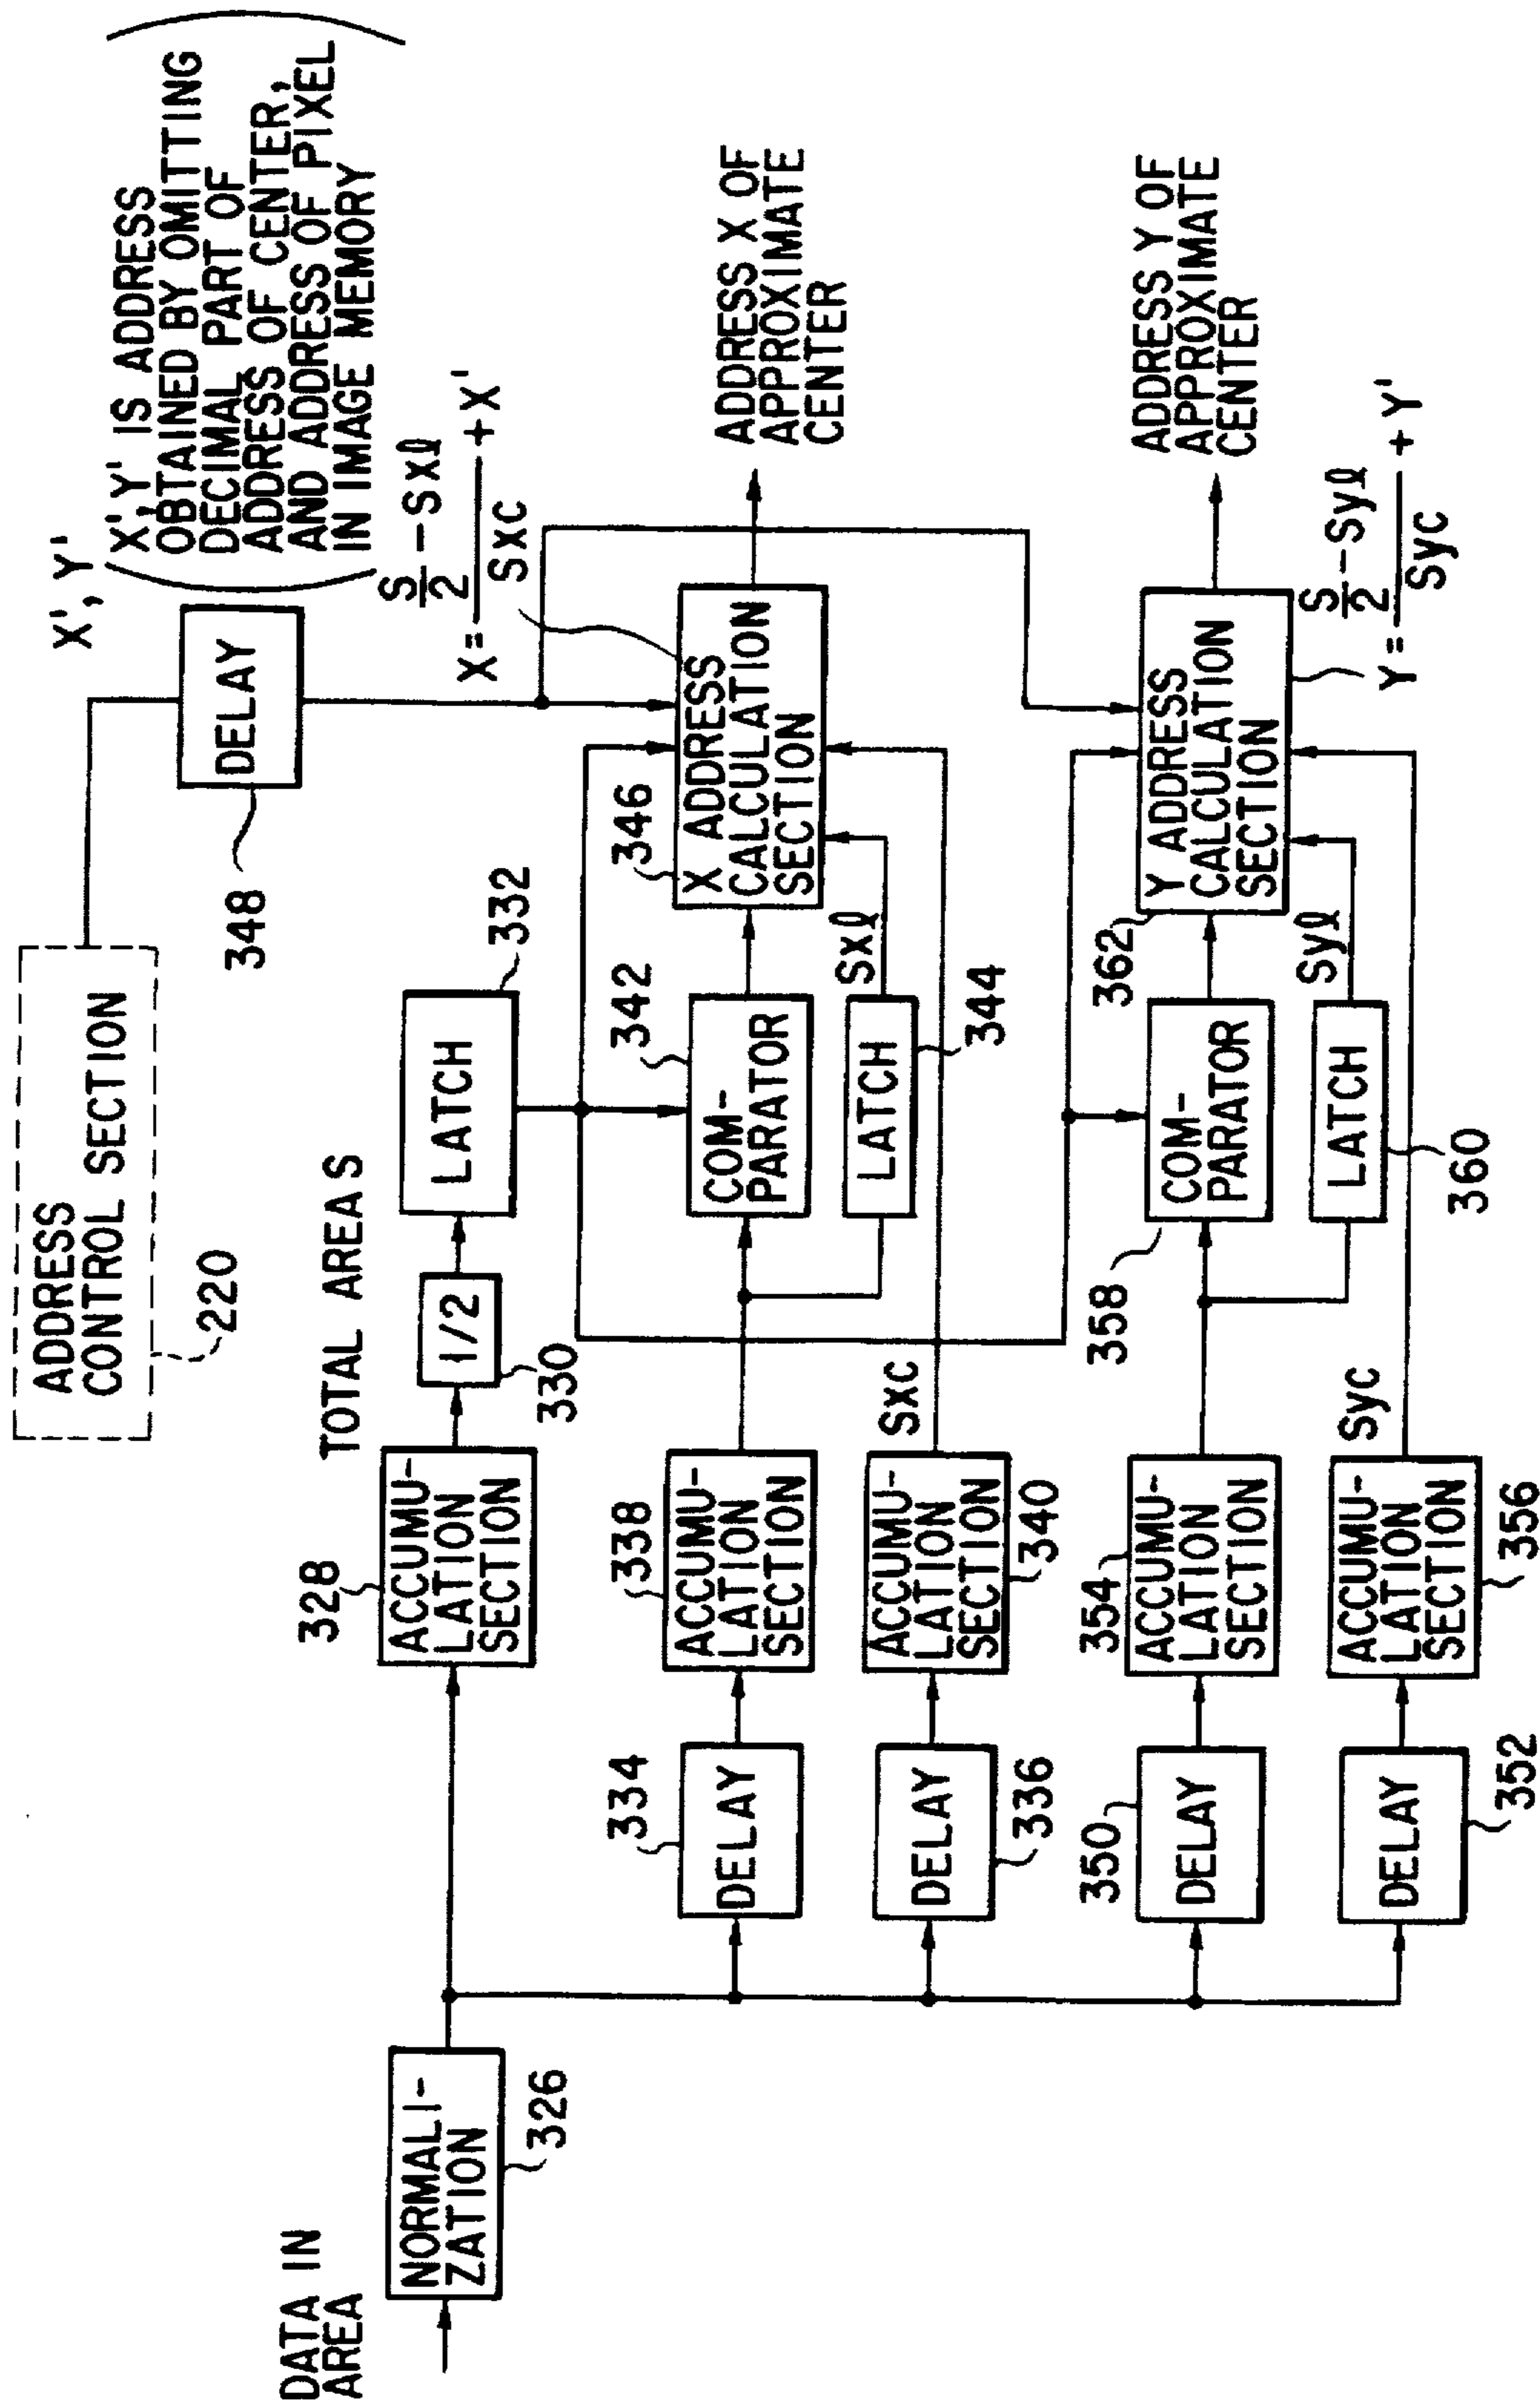 ADDRESS
CONTROL SECTION
220
X', Y'
X',Y' IS ADDRESS
OBTAINED BY OMITTING
DECIMAL PART OF
ADDRESS OF CENTER,
AND ADDRESS OF PIXEL
IN IMAGE MEMORY
DELAY
348
DATA IN
AREA
NORMALI-
ZATION
326
328
ACCUMU-
LATION
SECTION
TOTAL AREAS
1/2
330
LATCH
332
X= (S/2 - Sxl)/Sxc + X'
334
DELAY
338
ACCUMU-
LATION
SECTION
342
COM-
PARATOR
346
X ADDRESS
CALCULATION
SECTION
ADDRESS X OF
APPROXIMATE
CENTER
LATCH
344
Sxl
DELAY
336
ACCUMU-
LATION
SECTION
340
Sxc
350
DELAY
354
ACCUMU-
LATION
SECTION
358
COM-
PARATOR
362
Y ADDRESS
CALCULATION
SECTION
ADDRESS Y OF
APPROXIMATE
CENTER
LATCH
360
Syl
Y= (S/2 - Syl)/Syc + Y'
DELAY
352
ACCUMU-
LATION
SECTION
356
Syc